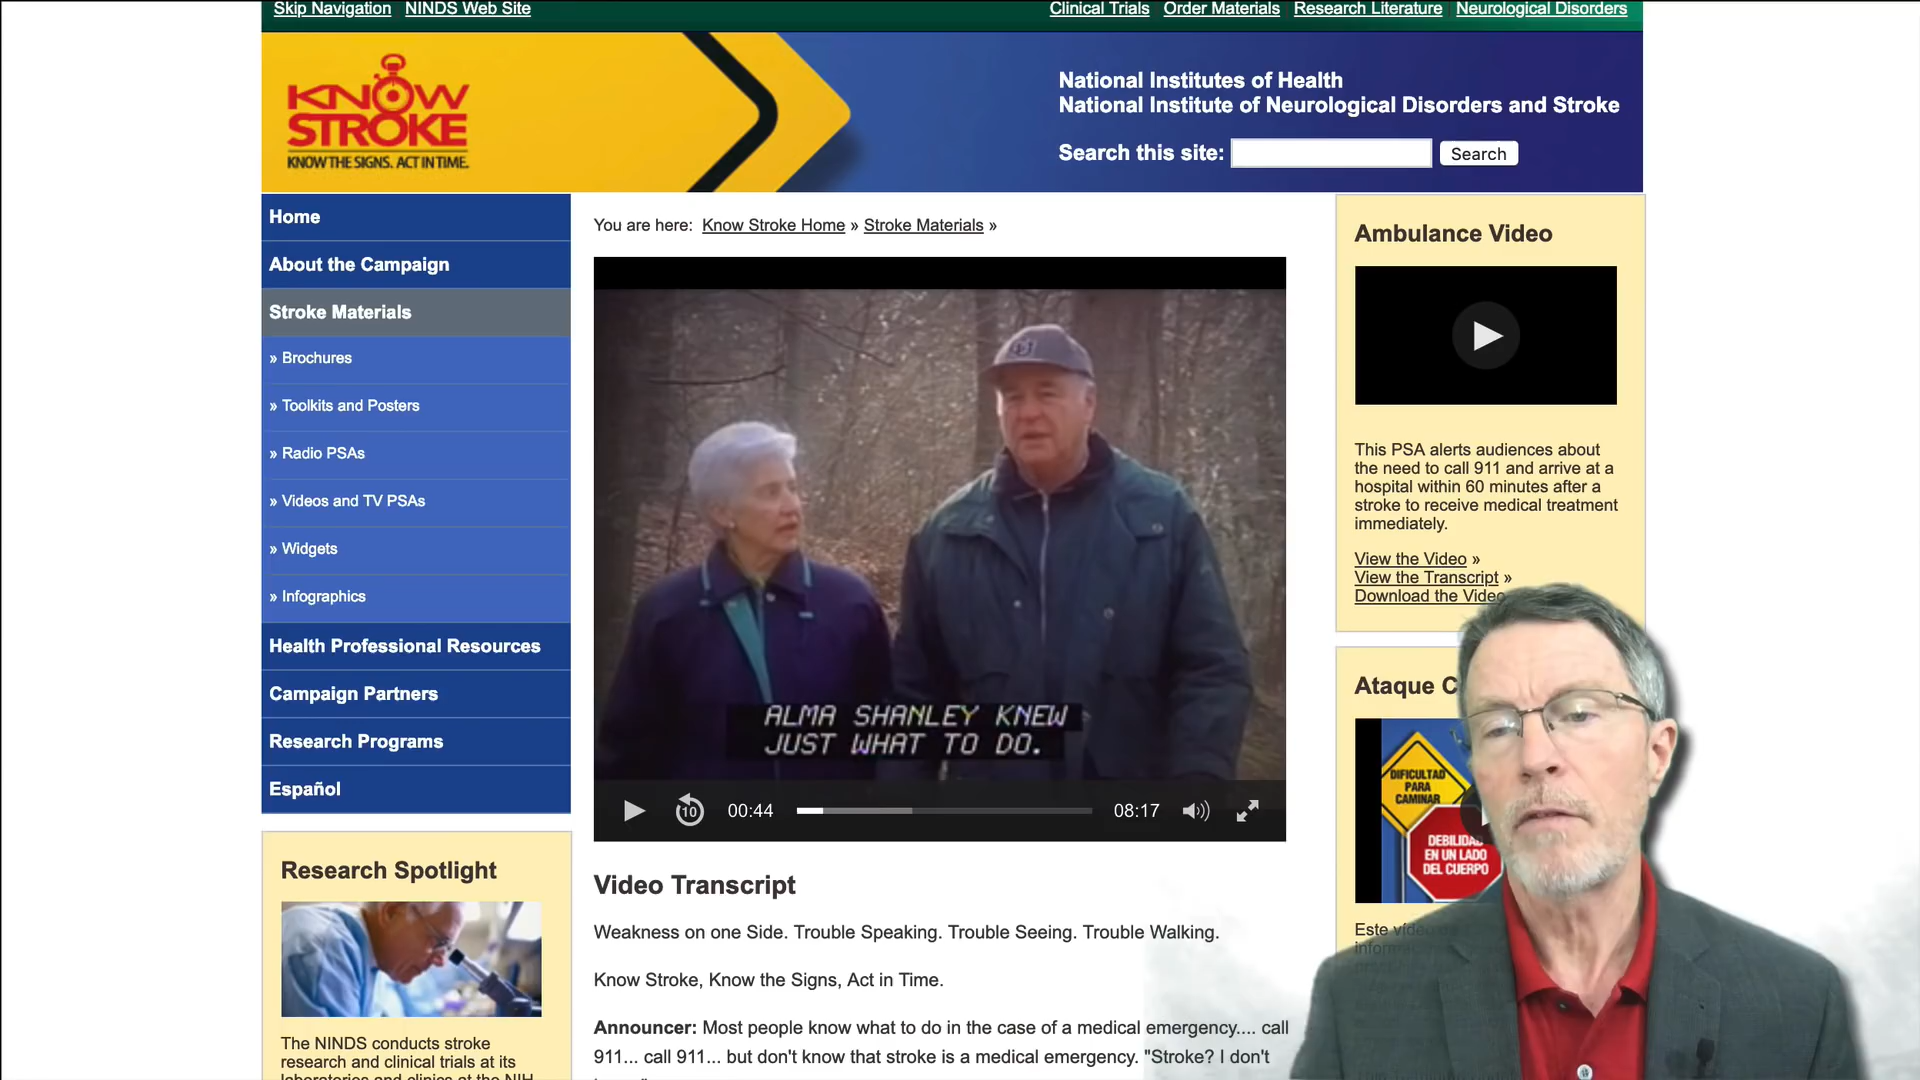 Skip Navigation NINDS Web Site
Clinical Trials Order Materials Research Literature Neurological Disorders
KNOW
STROKE
KNOW THE SIGNS. ACT IN TIME.
National Institutes of Health
National Institute of Neurological Disorders and Stroke
Search this site: Search
Home
About the Campaign
Stroke Materials
» Brochures
» Toolkits and Posters
» Radio PSAs
» Videos and TV PSAs
» Widgets
» Infographics
Health Professional Resources
Campaign Partners
Research Programs
Español
Research Spotlight
The NINDS conducts stroke
research and clinical trials at its
laboratories and clinics at the NIH
You are here: Know Stroke Home » Stroke Materials »
ALMA SHANLEY KNEW
JUST WHAT TO DO.
10 00:44 08:17
Video Transcript
Weakness on one Side. Trouble Speaking. Trouble Seeing. Trouble Walking.
Know Stroke, Know the Signs, Act in Time.
Announcer: Most people know what to do in the case of a medical emergency.... call
911... call 911... but don't know that stroke is a medical emergency. "Stroke? I don't
Ambulance Video
This PSA alerts audiences about
the need to call 911 and arrive at a
hospital within 60 minutes after a
stroke to receive medical treatment
immediately.
View the Video »
View the Transcript »
Download the Video
Ataque C
DIFICULTAD
PARA
CAMINAR
DEBILIDAD
EN UN LADO
DEL CUERPO
Este